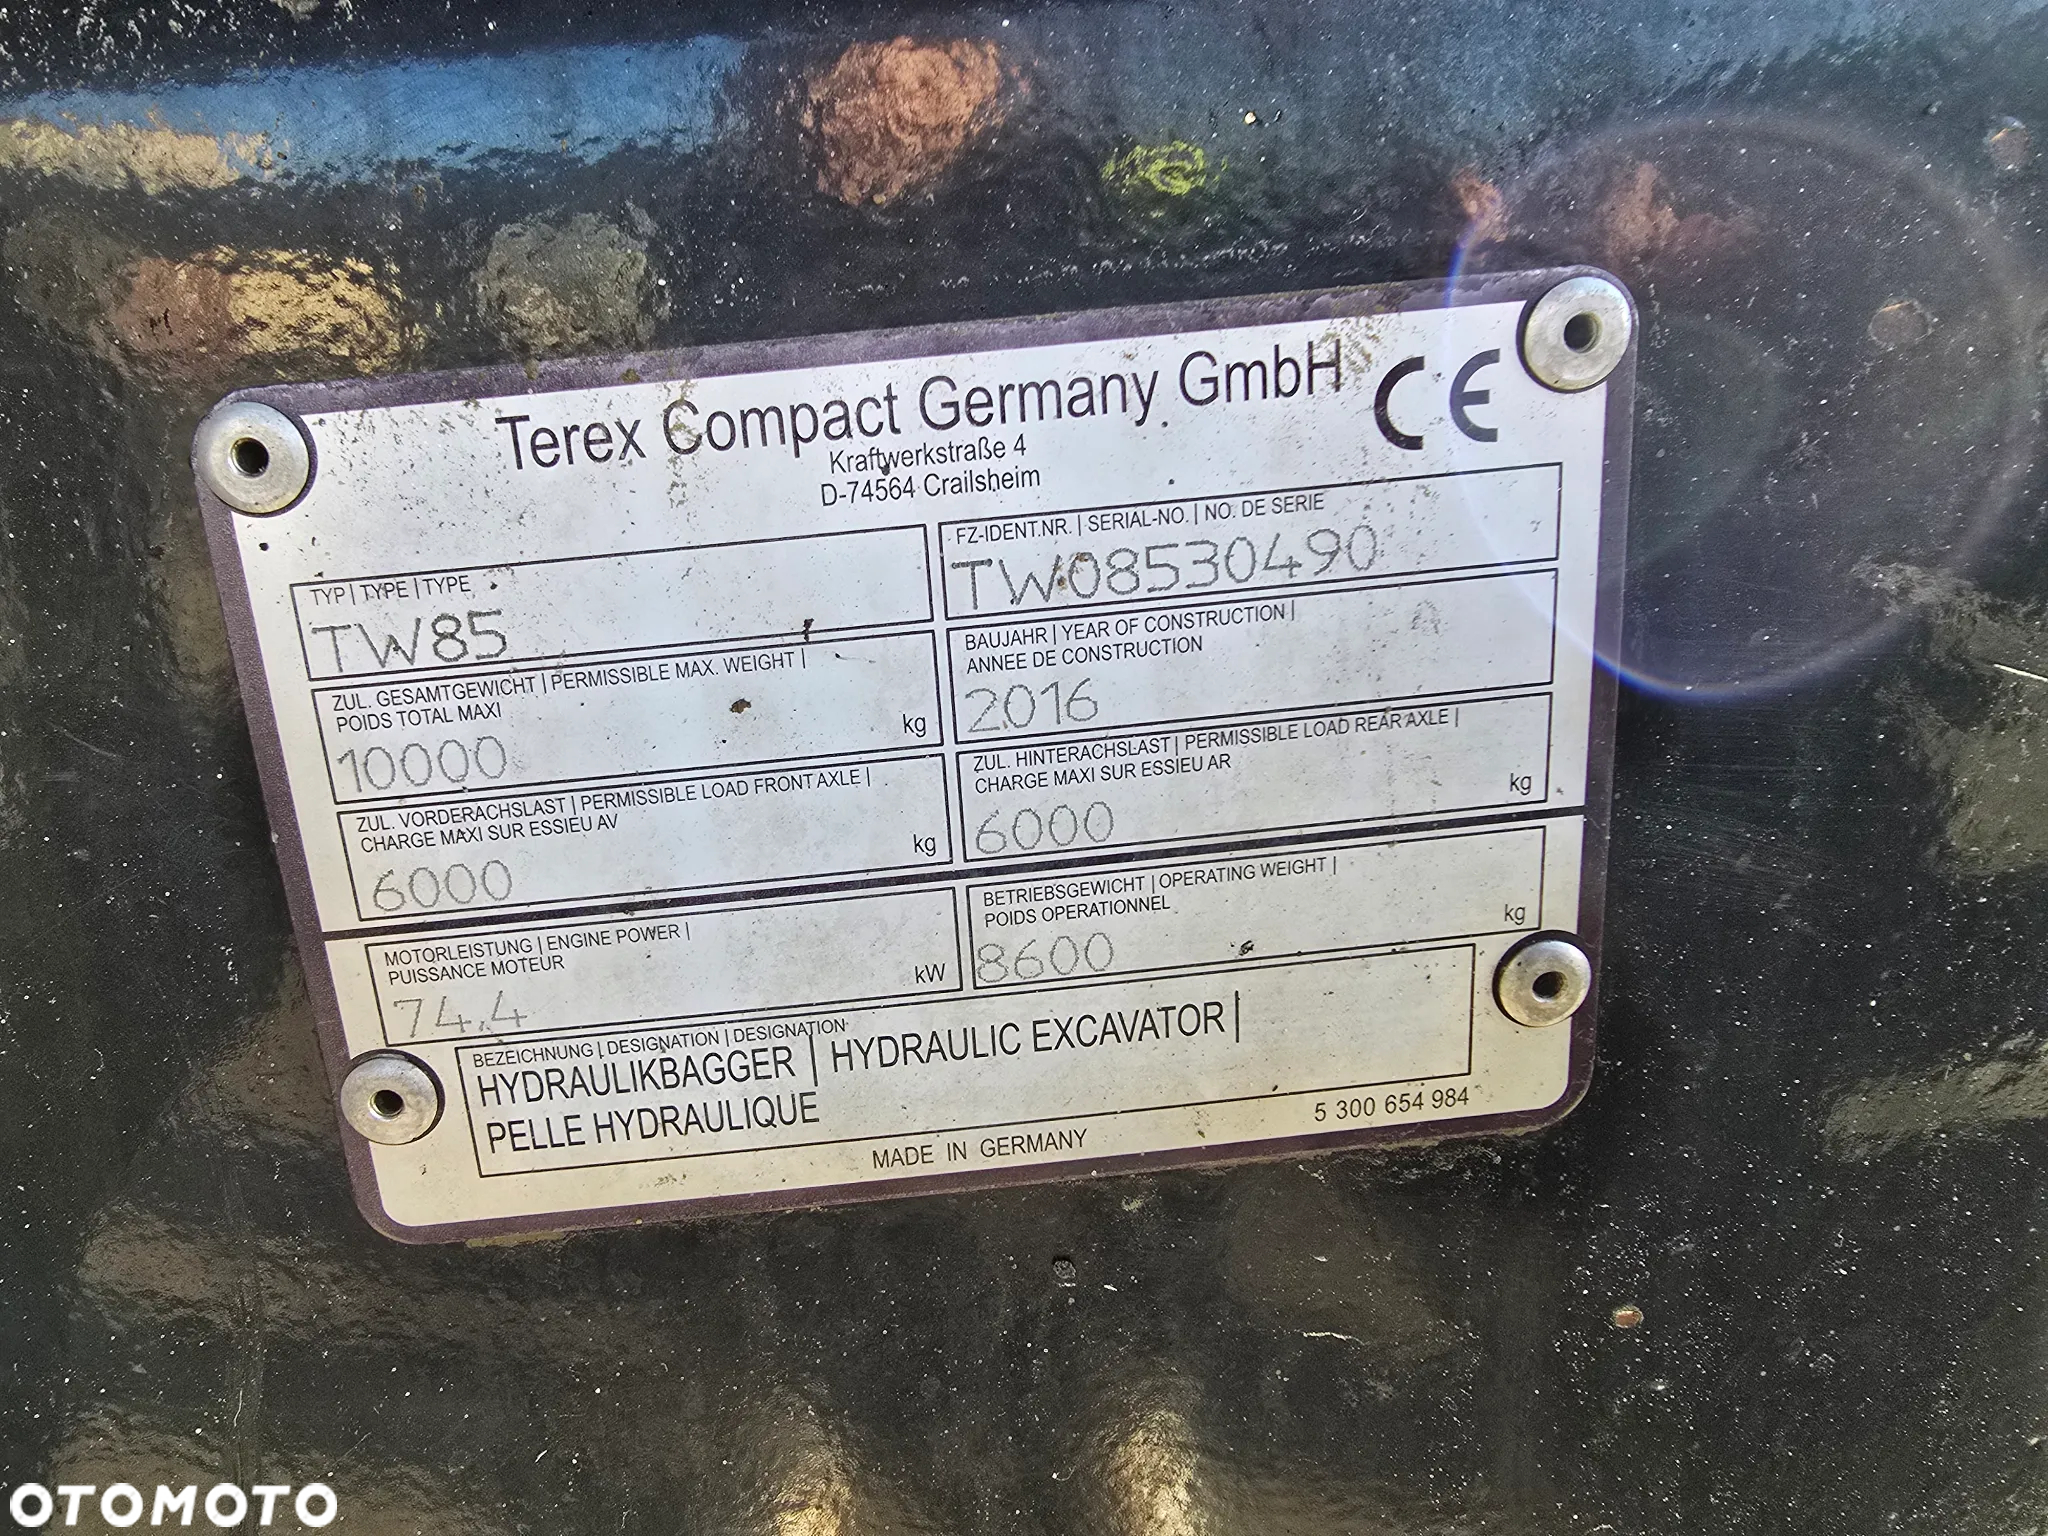 Terex Compact Germany GmbH
CE
Kraftwerkstraße 4
D-74564 Crailsheim
TYP | TYPE | TYPE
TW85
FZ-IDENT.NR. | SERIAL-NO. | NO. DE SERIE
TW08530490
ZUL. GESAMTGEWICHT | PERMISSIBLE MAX. WEIGHT |
POIDS TOTAL MAXI
10000 kg
BAUJAHR | YEAR OF CONSTRUCTION |
ANNEE DE CONSTRUCTION
2016
ZUL. VORDERACHSLAST | PERMISSIBLE LOAD FRONT AXLE |
CHARGE MAXI SUR ESSIEU AV
6000 kg
ZUL. HINTERACHSLAST | PERMISSIBLE LOAD REAR AXLE |
CHARGE MAXI SUR ESSIEU AR
6000 kg
MOTORLEISTUNG | ENGINE POWER |
PUISSANCE MOTEUR
74.4 kW
BETRIEBSGEWICHT | OPERATING WEIGHT |
POIDS OPERATIONNEL
8600 kg
BEZEICHNUNG | DESIGNATION | DESIGNATION
HYDRAULIKBAGGER | HYDRAULIC EXCAVATOR |
PELLE HYDRAULIQUE
5 300 654 984
MADE IN GERMANY
OTOMOTO